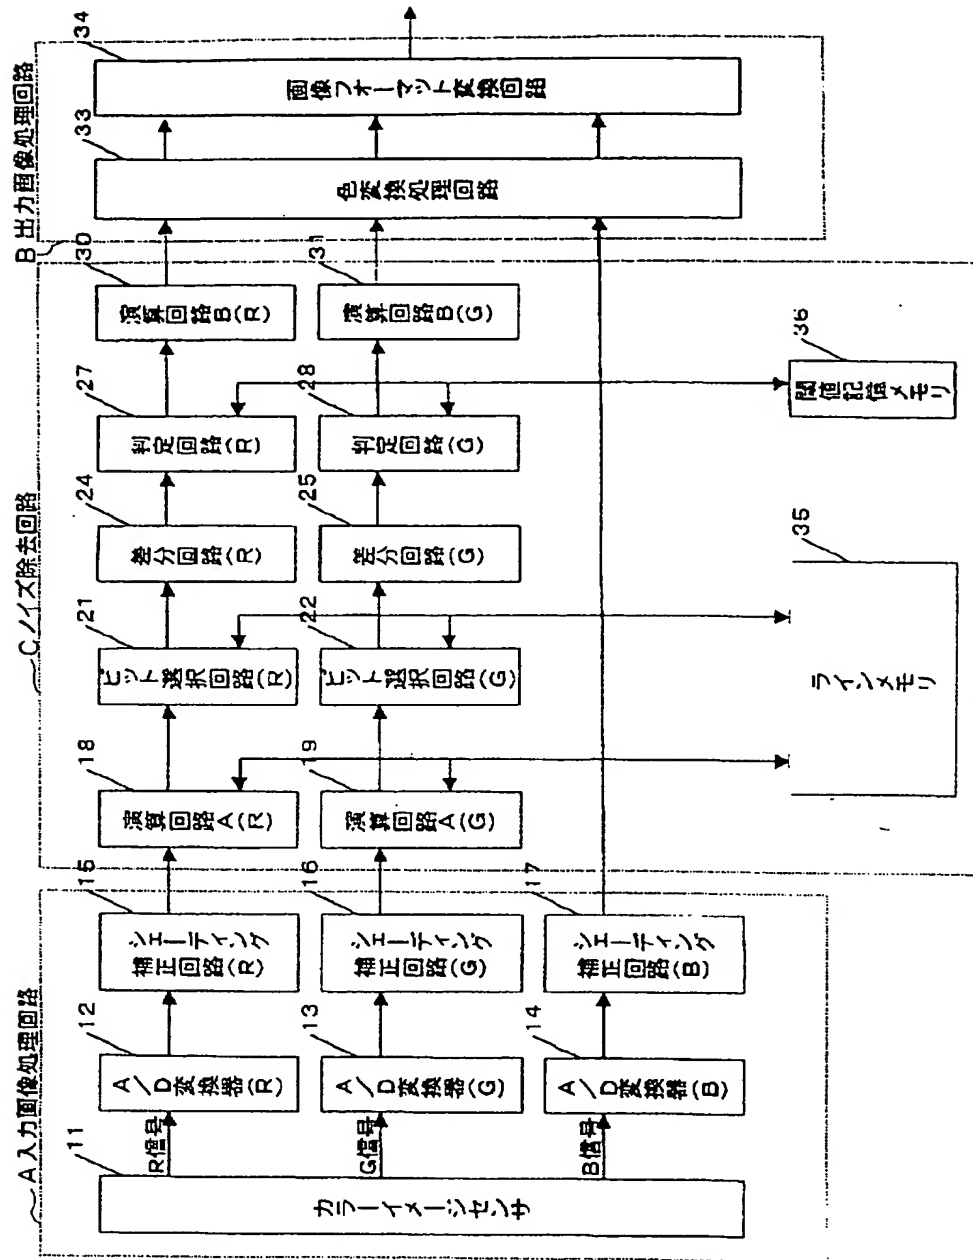 A 入力画像処理回路
11
カラーイメージセンサ
R信号
G信号
B信号
12
A/D変換器(R)
13
A/D変換器(G)
14
A/D変換器(B)
15
シェーディング
補正回路(R)
16
シェーディング
補正回路(G)
17
シェーディング
補正回路(B)
C ノイズ除去回路
18
演算回路A(R)
19
演算回路A(G)
21
ビット選択回路(R)
22
ビット選択回路(G)
24
差分回路(R)
25
差分回路(G)
27
判定回路(R)
28
判定回路(G)
30
演算回路B(R)
31
演算回路B(G)
35
ラインメモリ
36
閾値記憶メモリ
B 出力画像処理回路
33
色変換処理回路
34
画像フォーマット変換回路